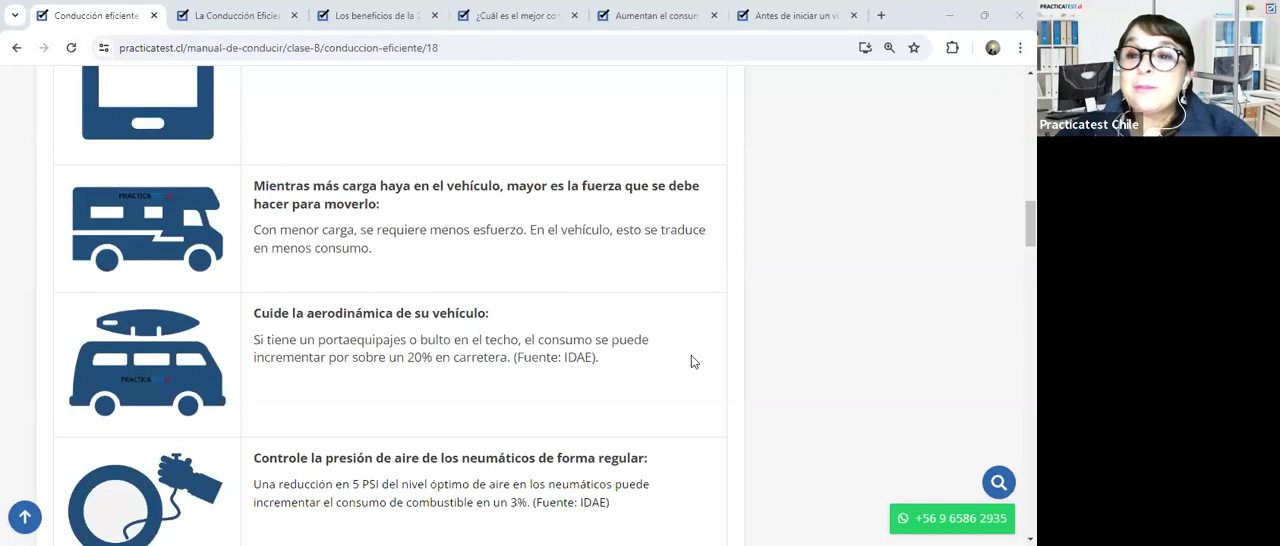 Conducción eficiente
La Conducción Eficie
Los beneficios de la
¿Cuál es el mejor co
Aumentan el consum
Antes de iniciar un vi
practicatest.cl/manual-de-conducir/clase-B/conduccion-eficiente/18
PRACTICATEST.cl
Practicatest Chile
PRACTICA
Mientras más carga haya en el vehículo, mayor es la fuerza que se debe
hacer para moverlo:
Con menor carga, se requiere menos esfuerzo. En el vehículo, esto se traduce
en menos consumo.
Cuide la aerodinámica de su vehículo:
Si tiene un portaequipajes o bulto en el techo, el consumo se puede
incrementar por sobre un 20% en carretera. (Fuente: IDAE).
PRACTICA
Controle la presión de aire de los neumáticos de forma regular:
Una reducción en 5 PSI del nivel óptimo de aire en los neumáticos puede
incrementar el consumo de combustible en un 3%. (Fuente: IDAE)
+56 9 6586 2935